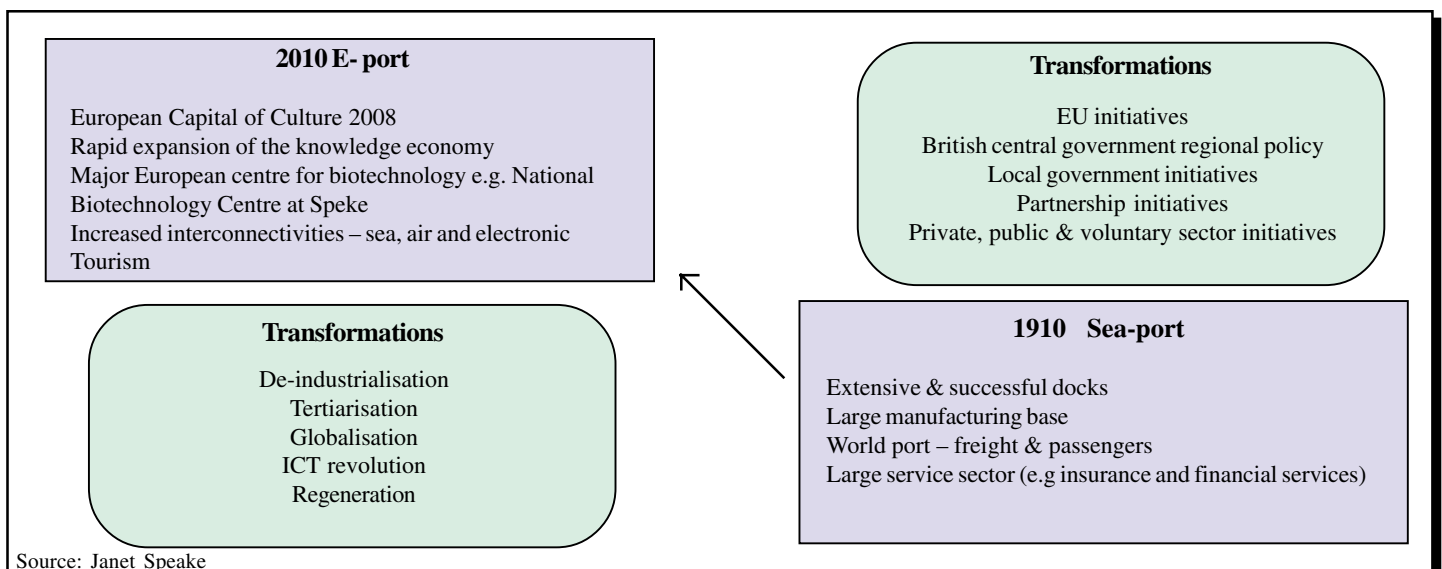 2010 E- port
European Capital of Culture 2008
Rapid expansion of the knowledge economy
Major European centre for biotechnology e.g. National
Biotechnology Centre at Speke
Increased interconnectivities – sea, air and electronic
Tourism
Transformations
EU initiatives
British central government regional policy
Local government initiatives
Partnership initiatives
Private, public & voluntary sector initiatives
Transformations
De-industrialisation
Tertiarisation
Globalisation
ICT revolution
Regeneration
1910 Sea-port
Extensive & successful docks
Large manufacturing base
World port – freight & passengers
Large service sector (e.g insurance and financial services)
Source: Janet Speake